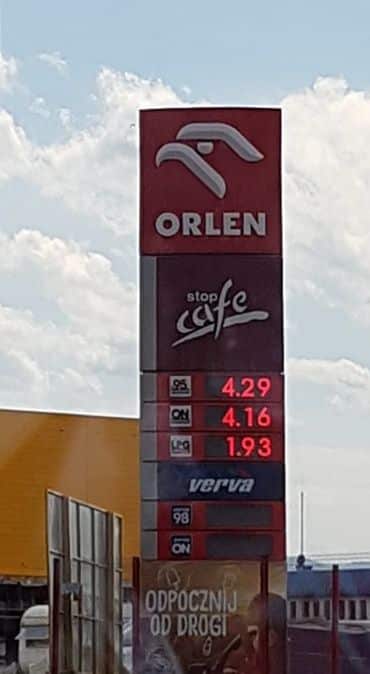 ORLEN
stop
cafe
95 4.29
ON 4.16
LPG 1.93
verva
98
ON
ODPOCZNIJ
OD DROGI